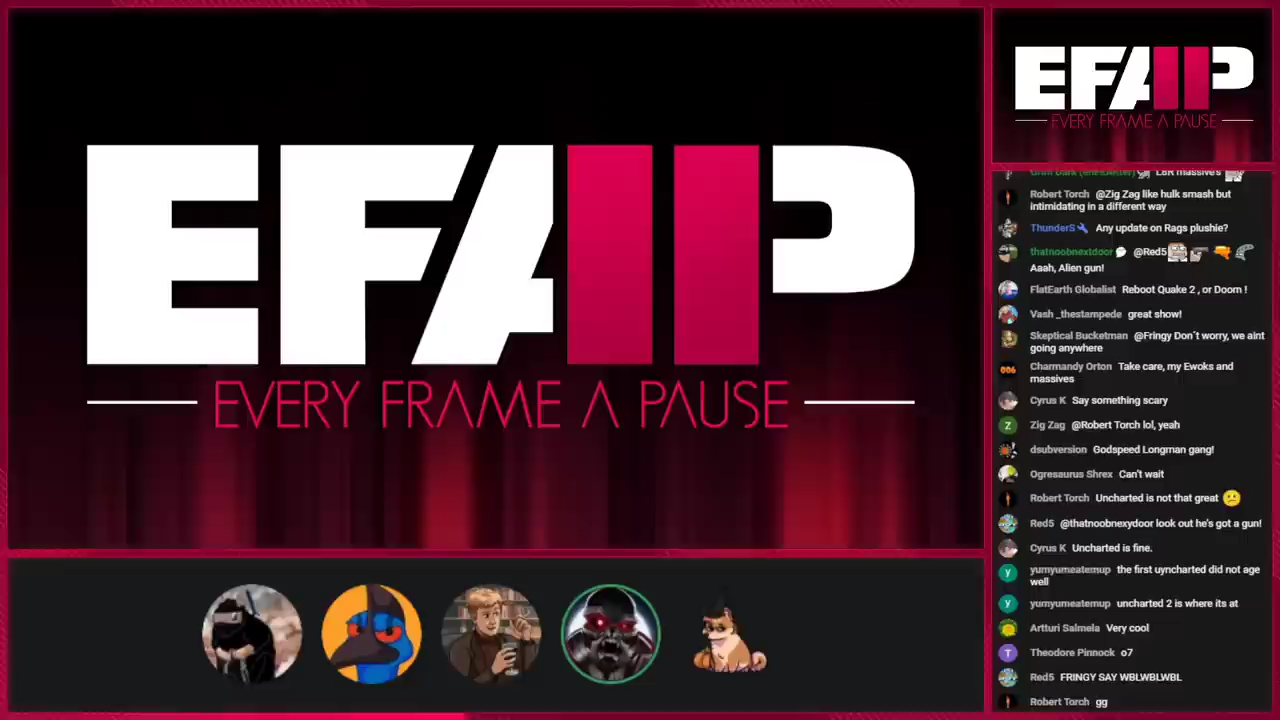 EFAP
EVERY FRAME A PAUSE
EFAP
EVERY FRAME A PAUSE
Robert Torch @Zig Zag like hulk smash but
intimidating in a different way
ThunderS Any update on Rags plushie?
thatnoobnextdoor @Red5
Aaah, Alien gun!
FlatEarth Globalist Reboot Quake 2 , or Doom !
Vash _thestampede great show!
Skeptical Bucketman @Fringy Don´t worry, we aint
going anywhere
Charmandy Orton Take care, my Ewoks and
massives
Cyrus K Say something scary
Z
Zig Zag @Robert Torch lol, yeah
dsubversion Godspeed Longman gang!
Ogresaurus Shrex Can't wait
Robert Torch Uncharted is not that great
Red5 @thatnoobnexydoor look out he's got a gun!
Cyrus K Uncharted is fine.
y
yumyumeatemup the first uyncharted did not age
well
y
yumyumeatemup uncharted 2 is where its at
Artturi Salmela Very cool
T
Theodore Pinnock o7
Red5 FRINGY SAY WBLWBLWBL
Robert Torch gg